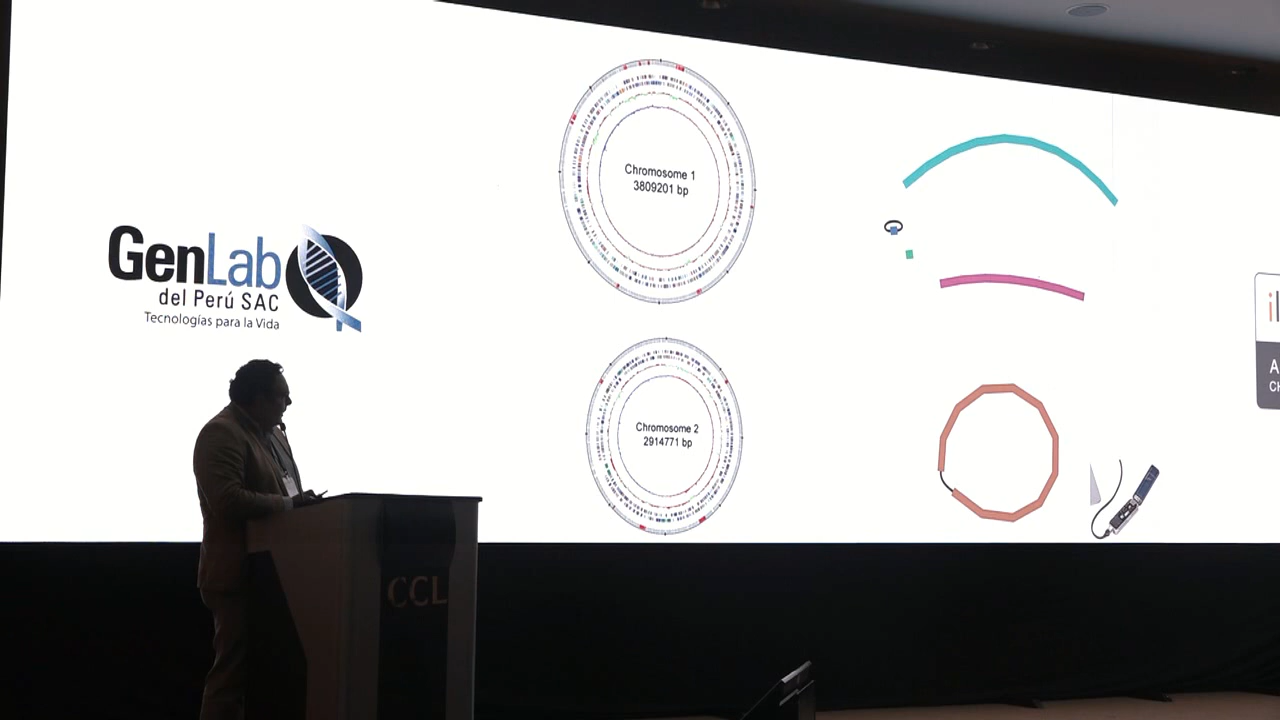 GenLab
del Perú SAC
Tecnologías para la Vida
Chromosome 1
3809201 bp
Chromosome 2
2914771 bp
CCL